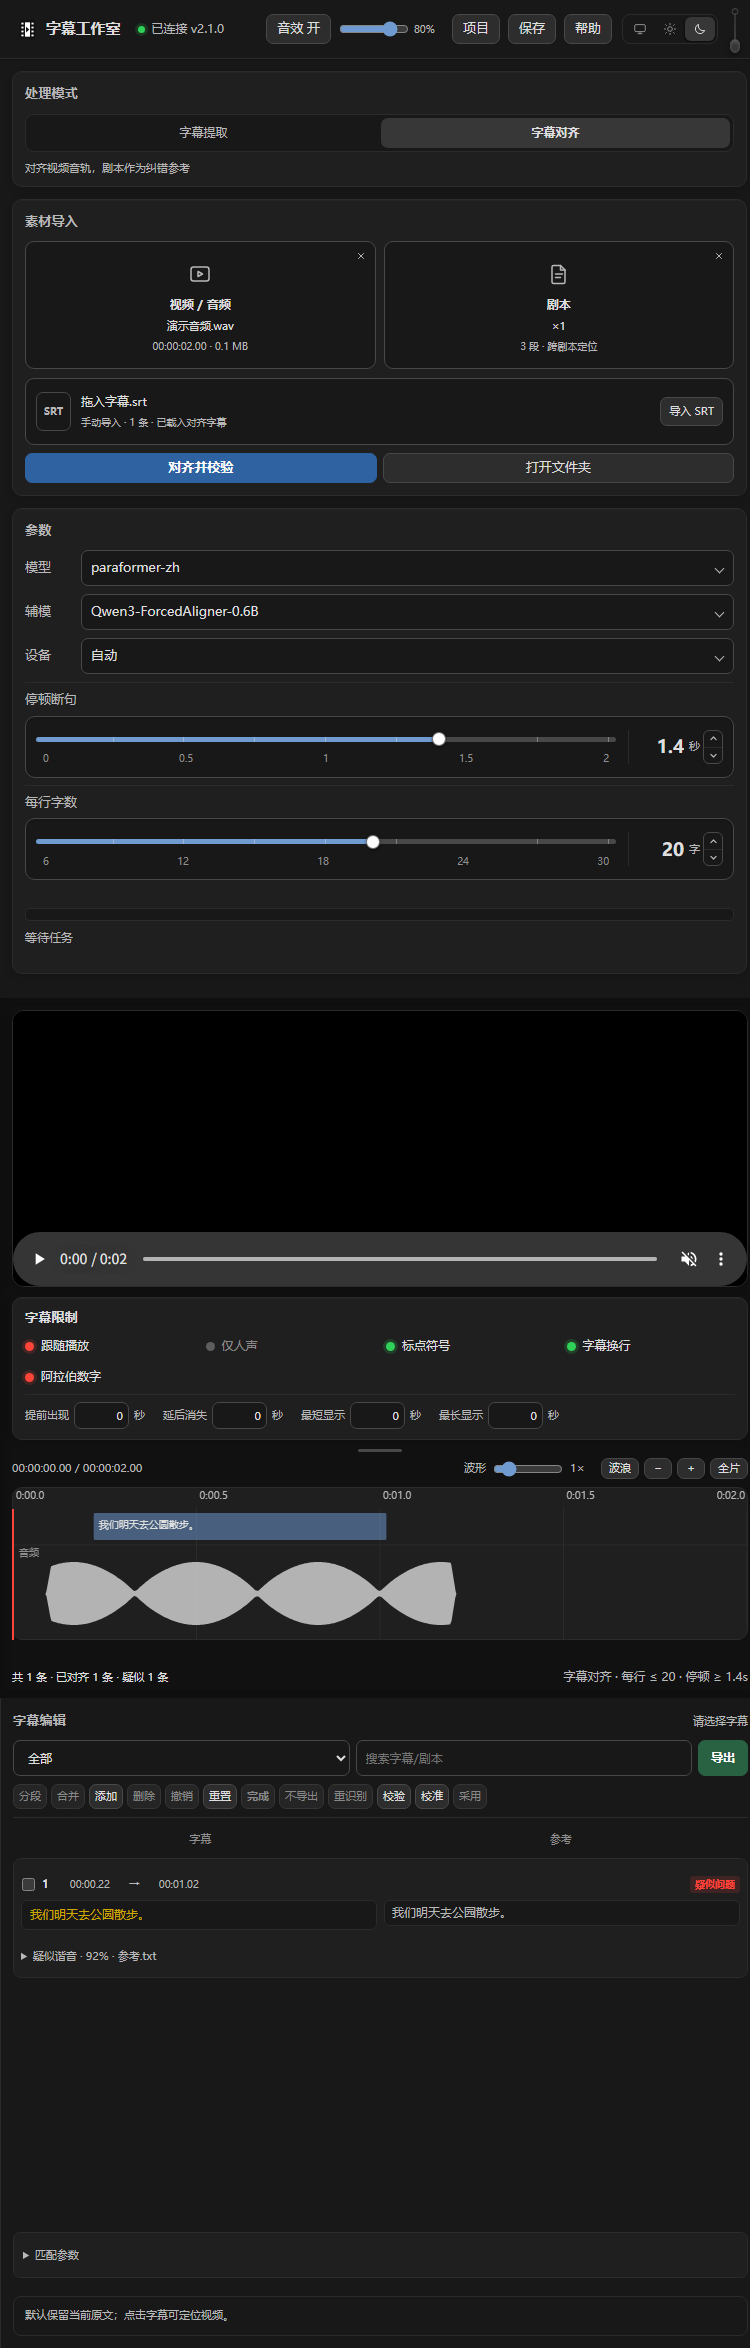 字幕工作室 已连接 v2.1.0 音效 开 80% 项目 保存 帮助
处理模式
字幕提取 字幕对齐
对齐视频音轨，剧本作为纠错参考
素材导入
视频 / 音频
演示音频.wav
00:00:02.00 · 0.1 MB
剧本
×1
3 段 · 跨剧本定位
SRT
拖入字幕.srt
手动导入 · 1 条 · 已载入对齐字幕
导入 SRT
对齐并校验 打开文件夹
参数
模型 paraformer-zh
辅模 Qwen3-ForcedAligner-0.6B
设备 自动
停顿断句
0 0.5 1 1.5 2 1.4 秒
每行字数
6 12 18 24 30 20 字
等待任务
0:00 / 0:02
字幕限制
跟随播放 仅人声 标点符号 字幕换行
阿拉伯数字
提前出现 0 秒 延后消失 0 秒 最短显示 0 秒 最长显示 0 秒
00:00:00.00 / 00:00:02.00 波形 1× 波浪 − + 全片
0:00.0 0:00.5 0:01.0 0:01.5 0:02.0
我们明天去公圆散步。
音频
共 1 条 · 已对齐 1 条 · 疑似 1 条 字幕对齐 · 每行 ≤ 20 · 停顿 ≥ 1.4s
字幕编辑 请选择字幕
全部 搜索字幕/剧本 导出
分段 合并 添加 删除 撤销 重置 完成 不导出 重识别 校验 校准 采用
字幕 参考
1 00:00.22 → 00:01.02 疑似问题
我们明天去公圆散步。 我们明天去公园散步。
▶ 疑似谐音 · 92% · 参考.txt
▶ 匹配参数
默认保留当前原文；点击字幕可定位视频。